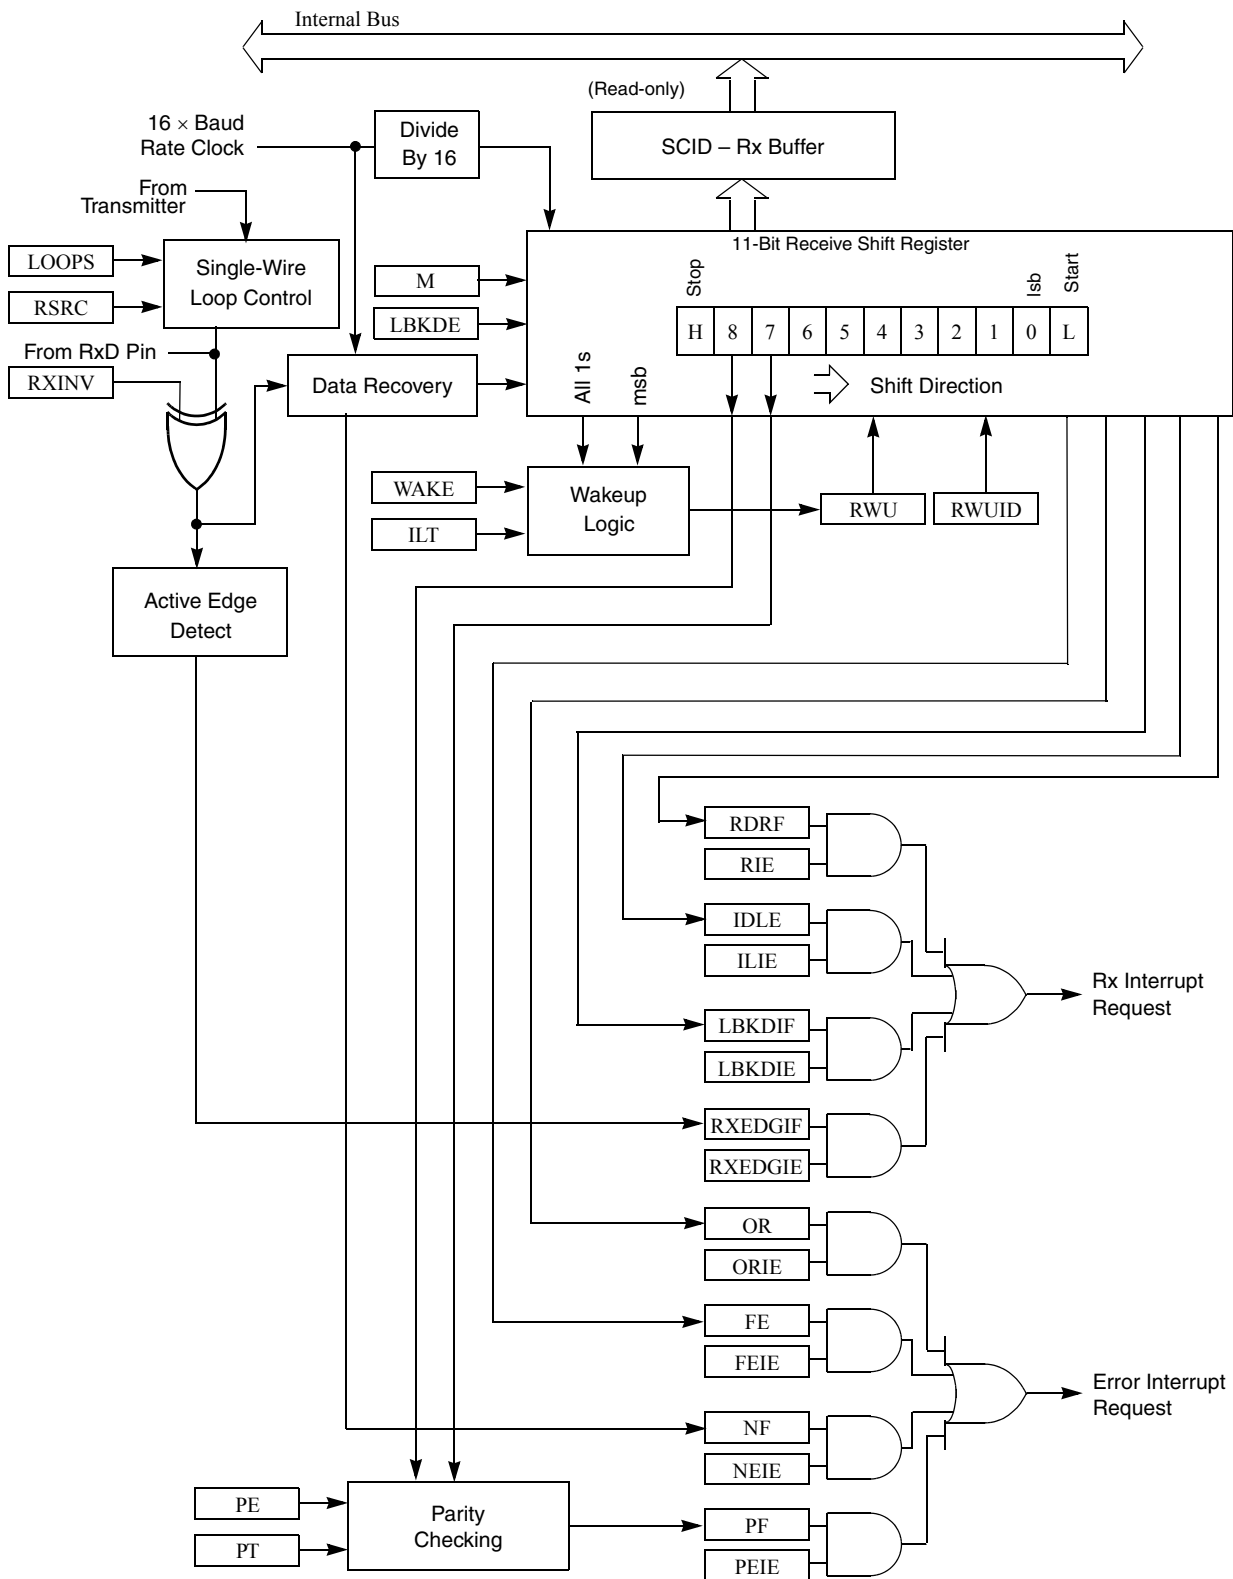 Internal Bus
(Read-only)
16 × Baud
Rate Clock
Divide
By 16
SCID – Rx Buffer
From
Transmitter
11-Bit Receive Shift Register
LOOPS
RSRC
Single-Wire
Loop Control
M
LBKDE
Stop
lsb
Start
H 8 7 6 5 4 3 2 1 0 L
From RxD Pin
RXINV
Data Recovery
All 1s
msb
Shift Direction
WAKE
ILT
Wakeup
Logic
RWU
RWUID
Active Edge
Detect
RDRF
RIE
IDLE
ILIE
Rx Interrupt
Request
LBKDIF
LBKDIE
RXEDGIF
RXEDGIE
OR
ORIE
FE
FEIE
Error Interrupt
Request
NF
NEIE
PE
PT
Parity
Checking
PF
PEIE